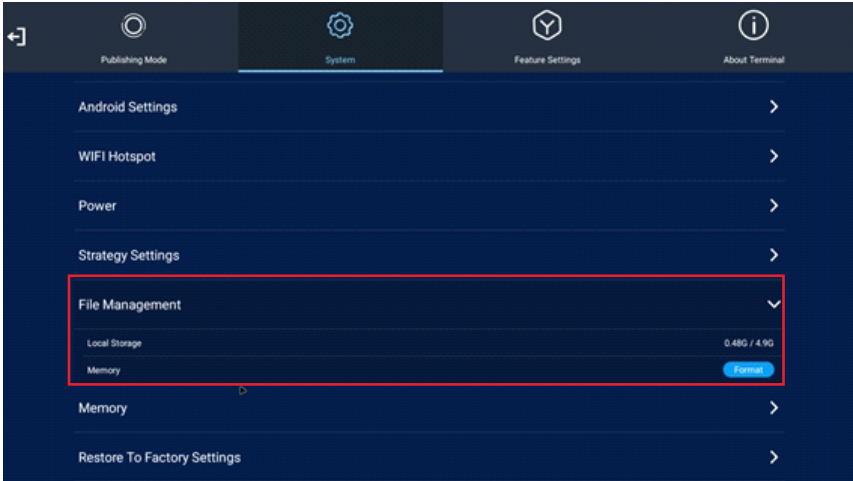 Publishing Mode
System
Feature Settings
About Terminal
Android Settings
WIFI Hotspot
Power
Strategy Settings
File Management
Local Storage 0.48G / 4.9G
Memory Format
Memory
Restore To Factory Settings